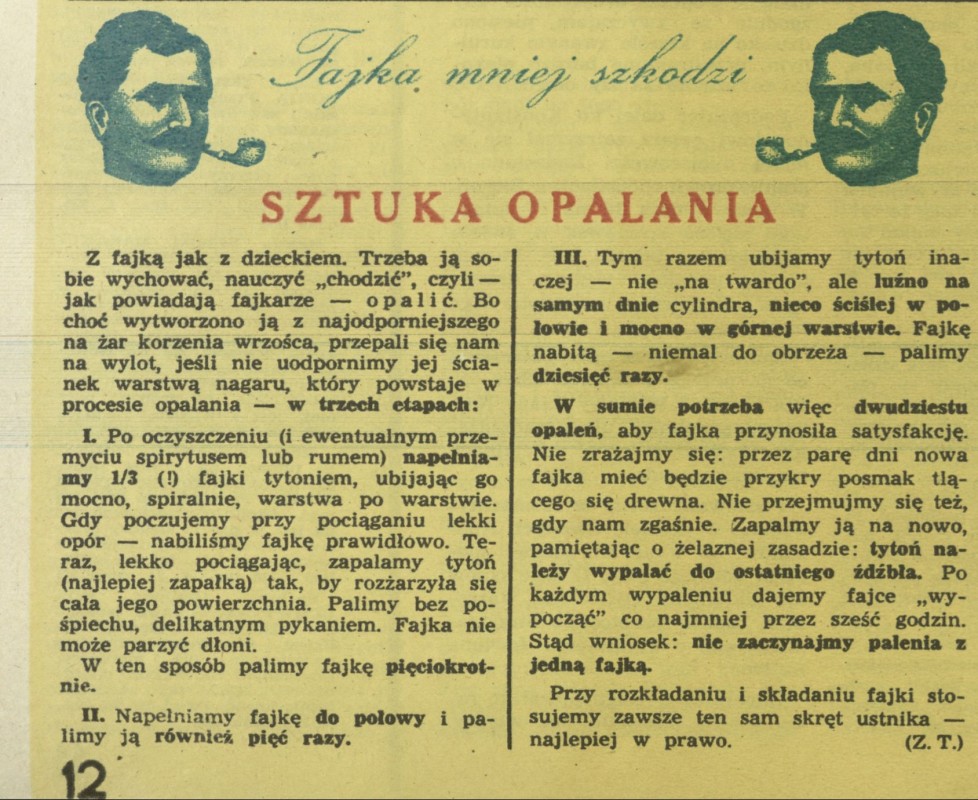 Fajka mniej szkodzi
SZTUKA OPALANIA
Z fajką jak z dzieckiem. Trzeba ją so-
bie wychować, nauczyć „chodzić”, czyli —
jak powiadają fajkarze — opalić. Bo
choć wytworzono ją z najodporniejszego
na żar korzenia wrzośca, przepali się nam
na wylot, jeśli nie uodpornimy jej ścia-
nek warstwą nagaru, który powstaje w
procesie opalania — w trzech etapach:
I. Po oczyszczeniu (i ewentualnym prze-
myciu spirytusem lub rumem) napełnia-
my 1/3 (!) fajki tytoniem, ubijając go
mocno, spiralnie, warstwa po warstwie.
Gdy poczujemy przy pociąganiu lekki
opór — nabiliśmy fajkę prawidłowo. Te-
raz, lekko pociągając, zapalamy tytoń
(najlepiej zapałką) tak, by rozżarzyła się
cała jego powierzchnia. Palimy bez po-
śpiechu, delikatnym pykaniem. Fajka nie
może parzyć dłoni.
W ten sposób palimy fajkę pięciokrot-
nie.
II. Napełniamy fajkę do połowy i pa-
limy ją również pięć razy.
III. Tym razem ubijamy tytoń ina-
czej — nie „na twardo”, ale luźno na
samym dnie cylindra, nieco ściślej w po-
łowie i mocno w górnej warstwie. Fajkę
nabitą — niemal do obrzeża — palimy
dziesięć razy.
W sumie potrzeba więc dwudziestu
opaleń, aby fajka przynosiła satysfakcję.
Nie zrażajmy się: przez parę dni nowa
fajka mieć będzie przykry posmak tlą-
cego się drewna. Nie przejmujmy się też,
gdy nam zgaśnie. Zapalmy ją na nowo,
pamiętając o żelaznej zasadzie: tytoń na-
leży wypalać do ostatniego źdźbła. Po
każdym wypaleniu dajemy fajce „wy-
począć” co najmniej przez sześć godzin.
Stąd wniosek: nie zaczynajmy palenia z
jedną fajką.
Przy rozkładaniu i składaniu fajki sto-
sujemy zawsze ten sam skręt ustnika —
najlepiej w prawo. (Z. T.)
12